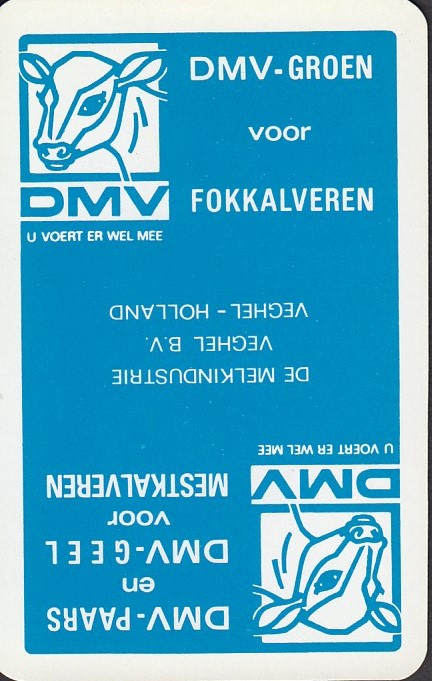 DMV-GROEN
voor
FOKKALVEREN
DMV
U VOERT ER WEL MEE
DE MELKINDUSTRIE
VEGHEL B.V.
VEGHEL - HOLLAND
DMV-PAARS
en
DMV-GEEL
voor
MESTKALVEREN
DMV
U VOERT ER WEL MEE